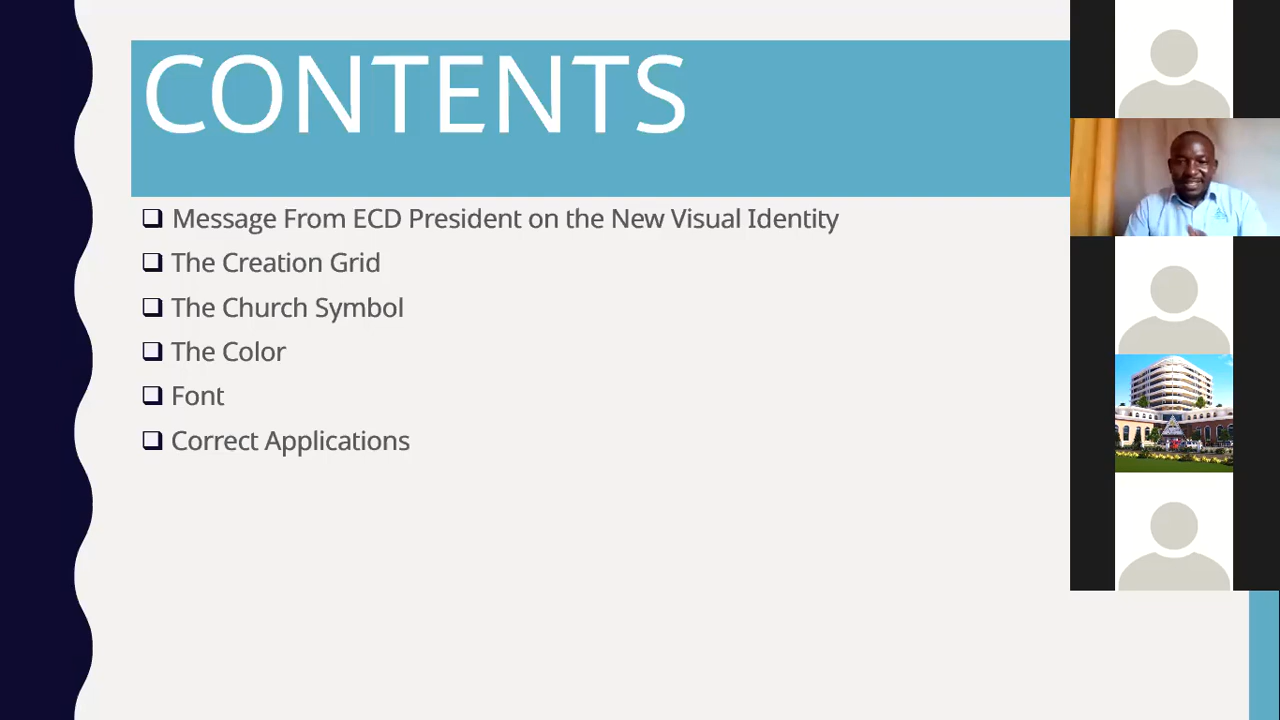 CONTENTS
Message From ECD President on the New Visual Identity
The Creation Grid
The Church Symbol
The Color
Font
Correct Applications